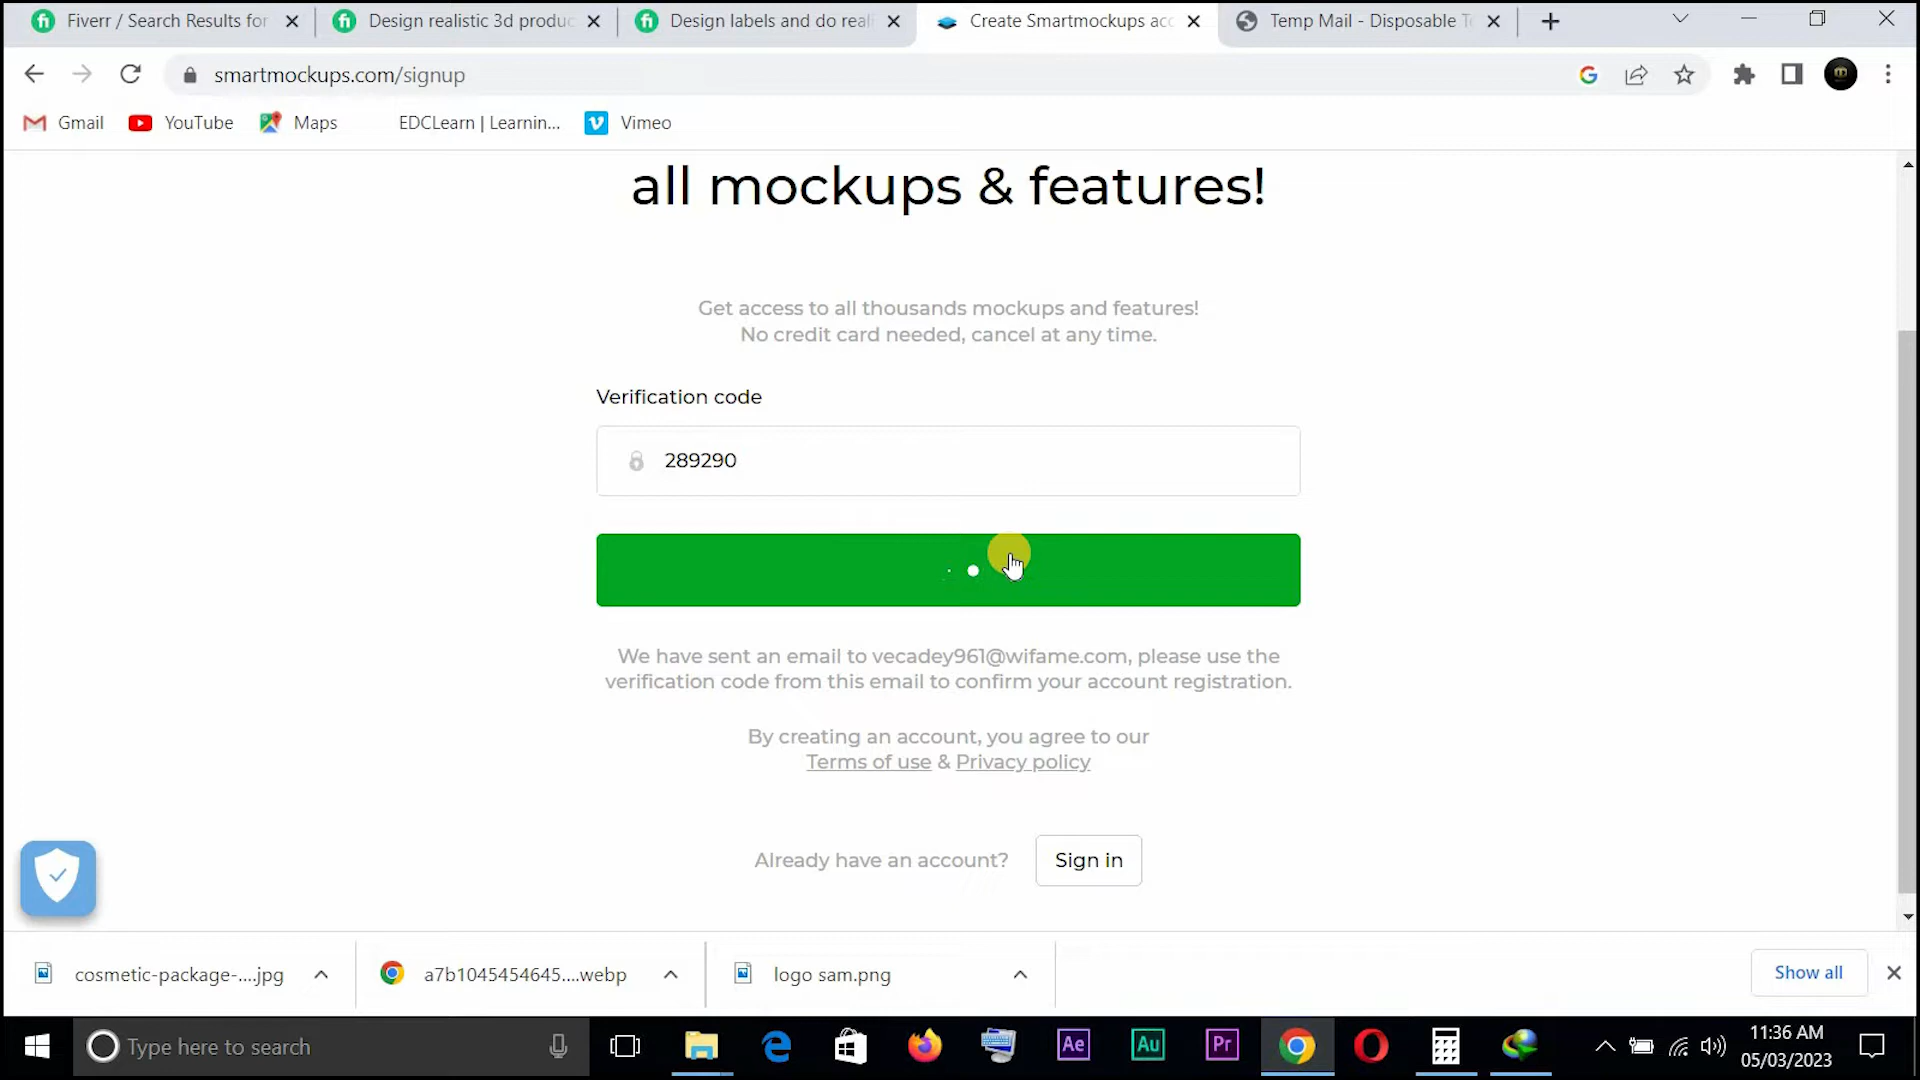 Fiverr / Search Results for
Design realistic 3d produc
Design labels and do real
Create Smartmockups acc
Temp Mail - Disposable Te
smartmockups.com/signup
Gmail
YouTube
Maps
EDCLearn | Learnin...
Vimeo
all mockups & features!
Get access to all thousands mockups and features!
No credit card needed, cancel at any time.
Verification code
289290
We have sent an email to vecadey961@wifame.com, please use the
verification code from this email to confirm your account registration.
By creating an account, you agree to our
Terms of use & Privacy policy
Already have an account?
Sign in
cosmetic-package-....jpg
a7b1045454645....webp
logo sam.png
Show all
Type here to search
Ae
Au
Pr
11:36 AM
05/03/2023